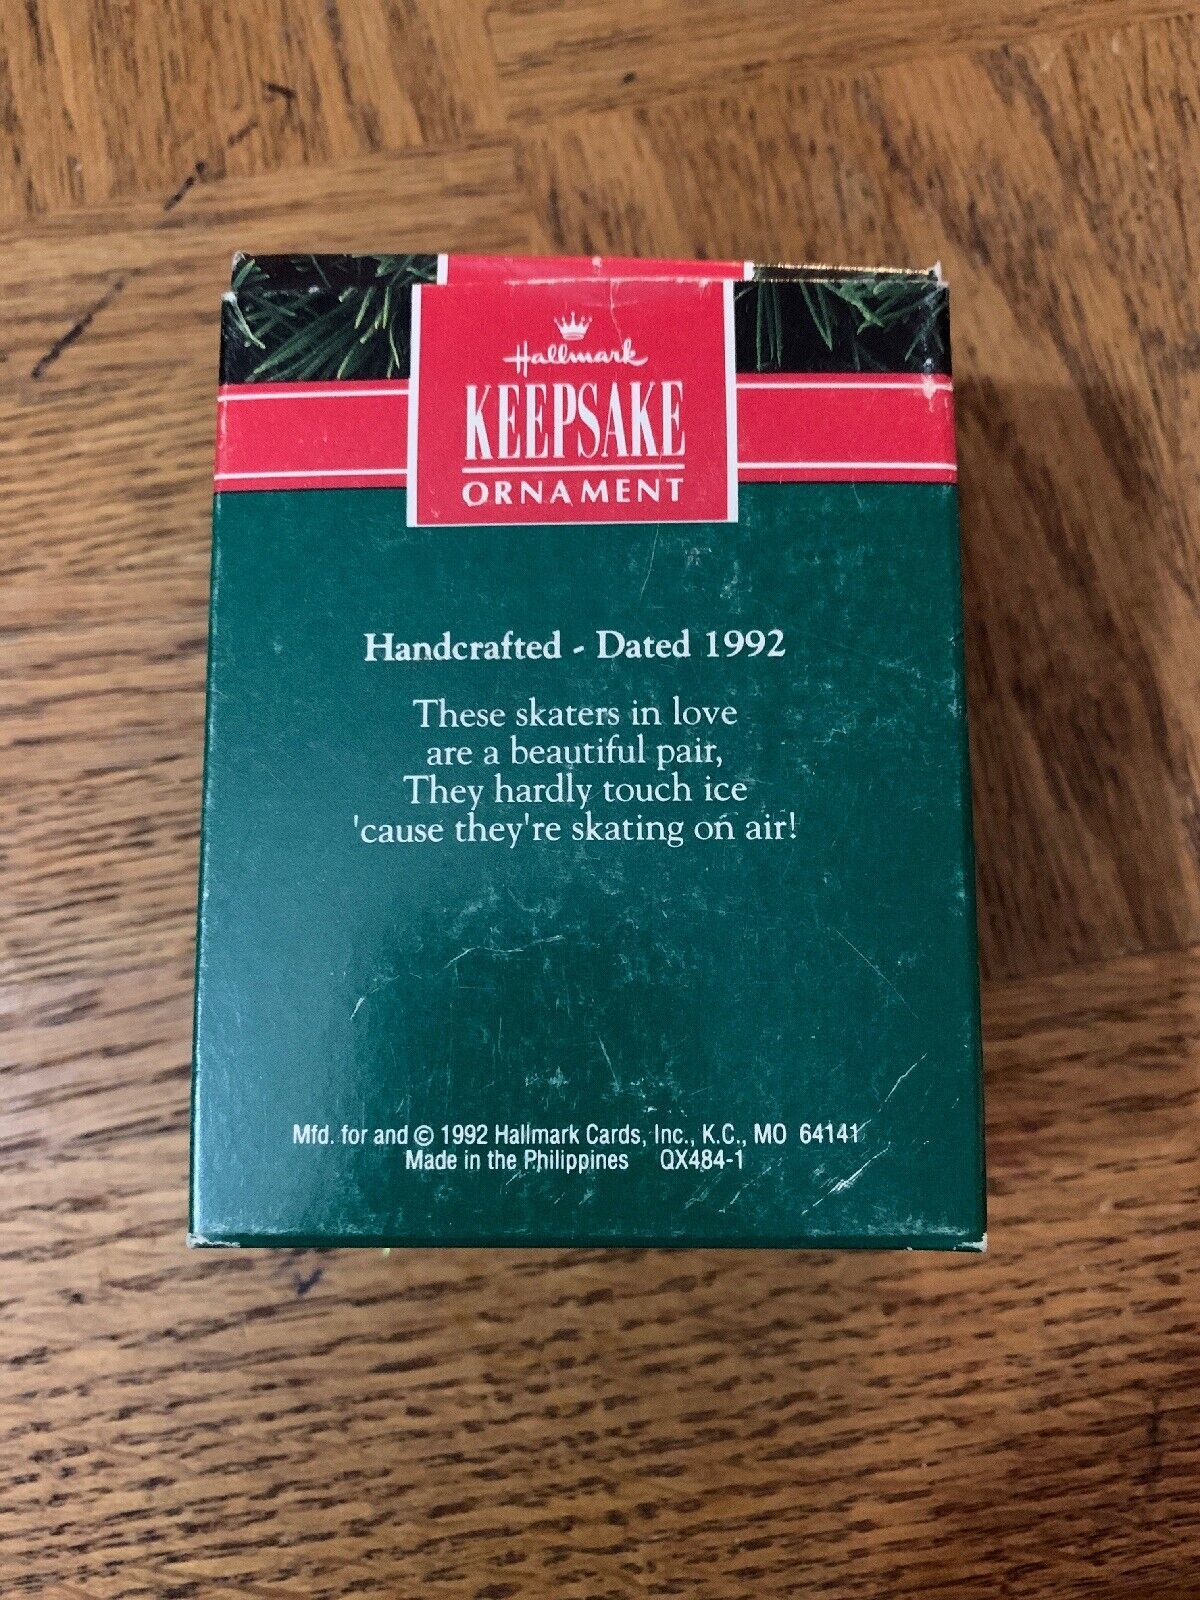 Hallmark
KEEPSAKE
ORNAMENT
Handcrafted - Dated 1992
These skaters in love
are a beautiful pair,
They hardly touch ice
'cause they're skating on air!
Mfd. for and © 1992 Hallmark Cards, Inc., K.C., MO 64141
Made in the Philippines QX484-1